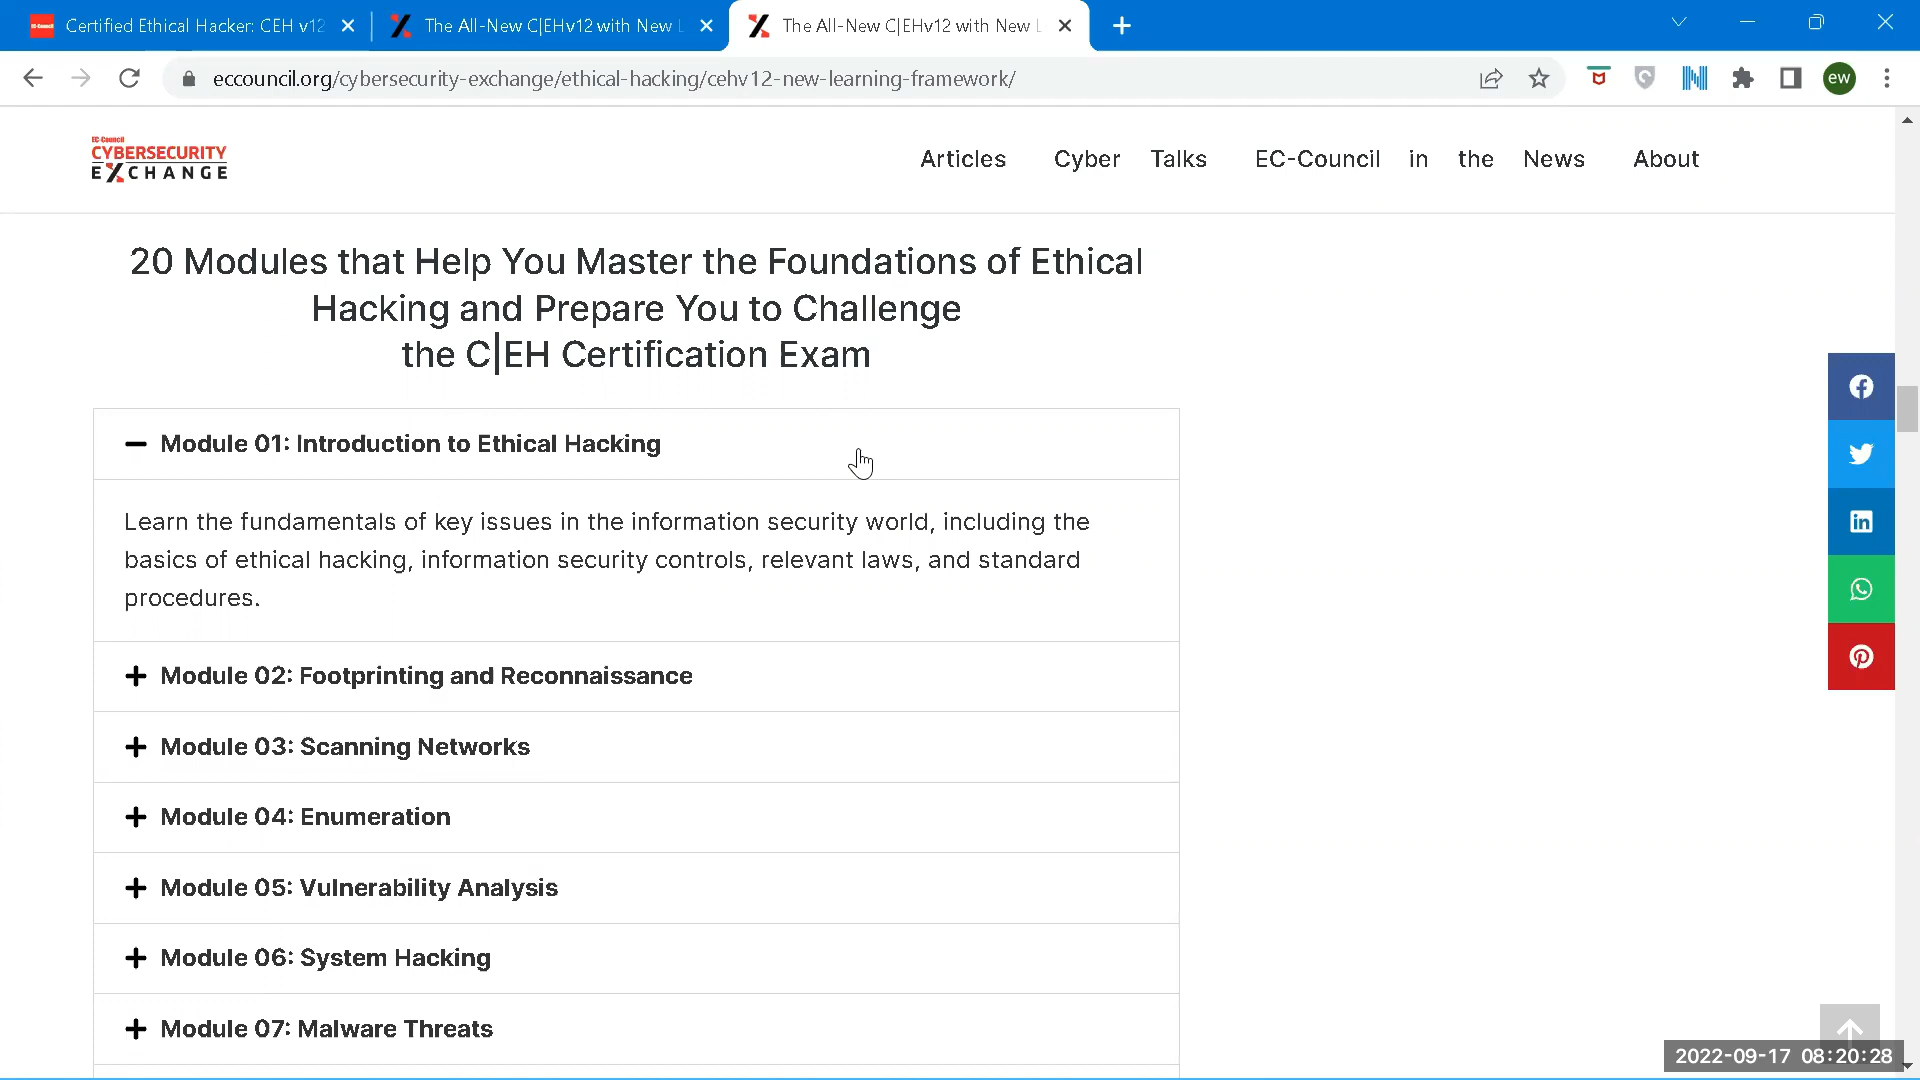 Certified Ethical Hacker: CEH v12
The All-New C|EHv12 with New L
The All-New C|EHv12 with New L
eccouncil.org/cybersecurity-exchange/ethical-hacking/cehv12-new-learning-framework/
ew
EC-Council
CYBERSECURITY
EXCHANGE
Articles Cyber Talks EC-Council in the News About
20 Modules that Help You Master the Foundations of Ethical
Hacking and Prepare You to Challenge
the C|EH Certification Exam
Module 01: Introduction to Ethical Hacking
Learn the fundamentals of key issues in the information security world, including the
basics of ethical hacking, information security controls, relevant laws, and standard
procedures.
Module 02: Footprinting and Reconnaissance
Module 03: Scanning Networks
Module 04: Enumeration
Module 05: Vulnerability Analysis
Module 06: System Hacking
Module 07: Malware Threats
2022-09-17 08:20:28